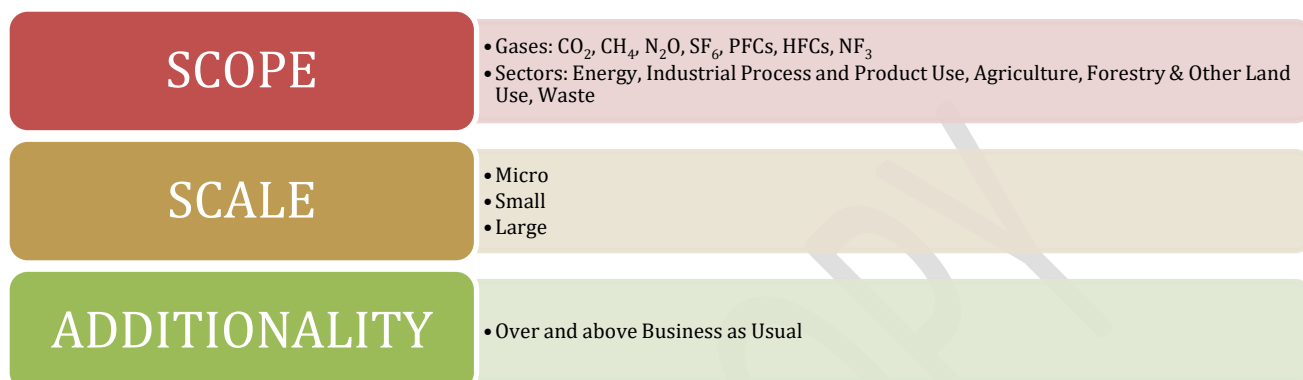 SCOPE
• Gases: CO₂, CH₄, N₂O, SF₆, PFCs, HFCs, NF₃
• Sectors: Energy, Industrial Process and Product Use, Agriculture, Forestry & Other Land
Use, Waste
SCALE
• Micro
• Small
• Large
ADDITIONALITY
• Over and above Business as Usual